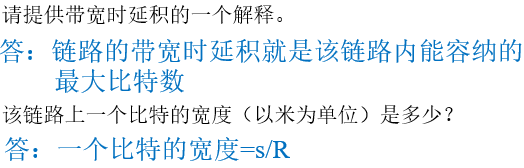 请提供带宽时延积的一个解释。
答：链路的带宽时延积就是该链路内能容纳的
最大比特数
该链路上一个比特的宽度（以米为单位）是多少？
答：一个比特的宽度=s/R